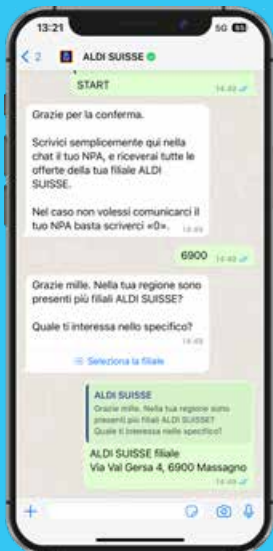 13:21
5G
2
ALDI SUISSE
START
14:49
Grazie per la conferma.
Scrivici semplicemente qui nella
chat il tuo NPA, e riceverai tutte le
offerte della tua filiale ALDI
SUISSE.
Nel caso non volessi comunicarci il
tuo NPA basta scriverci «0».
14:49
6900
14:49
Grazie mille. Nella tua regione sono
presenti più filiali ALDI SUISSE?
Quale ti interessa nello specifico?
14:49
Seleziona la filiale
ALDI SUISSE
Grazie mille. Nella tua regione sono
presenti più filiali ALDI SUISSE?
Quale ti interessa nello specifico?
ALDI SUISSE filiale
Via Val Gersa 4, 6900 Massagno
14:49